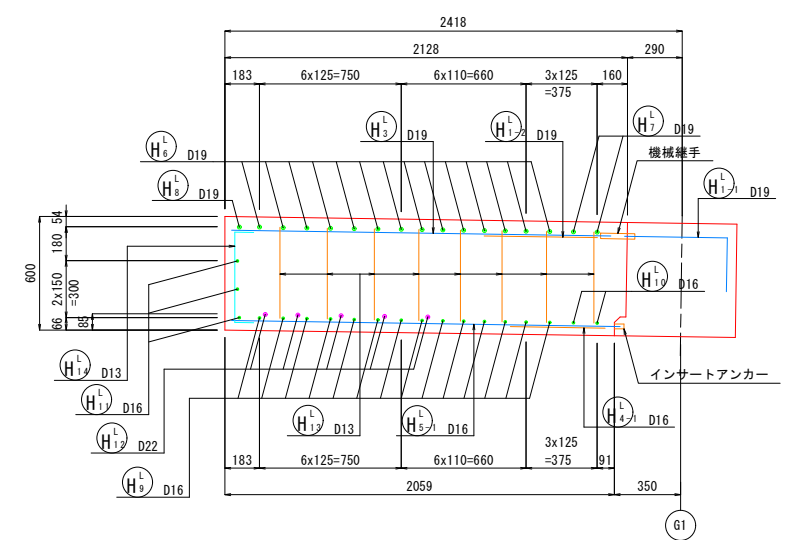 2418
2128 290
183 6x125=750 6x110=660 3x125 160
=375
H L 6 D19
H L 3 D19
H L 1-2 D19
H L 7 D19
機械継手
H L 8 D19
H L 1-1 D19
54
180
600
2x150
=300
85
66
H L 10 D16
H L 14 D13
インサートアンカー
H L 11 D16
H L 4-1 D16
H L 13 D13
H L 5-1 D16
H L 12 D22
3x125
183 6x125=750 6x110=660 =375 91
H L 9 D16
2059 350
G1